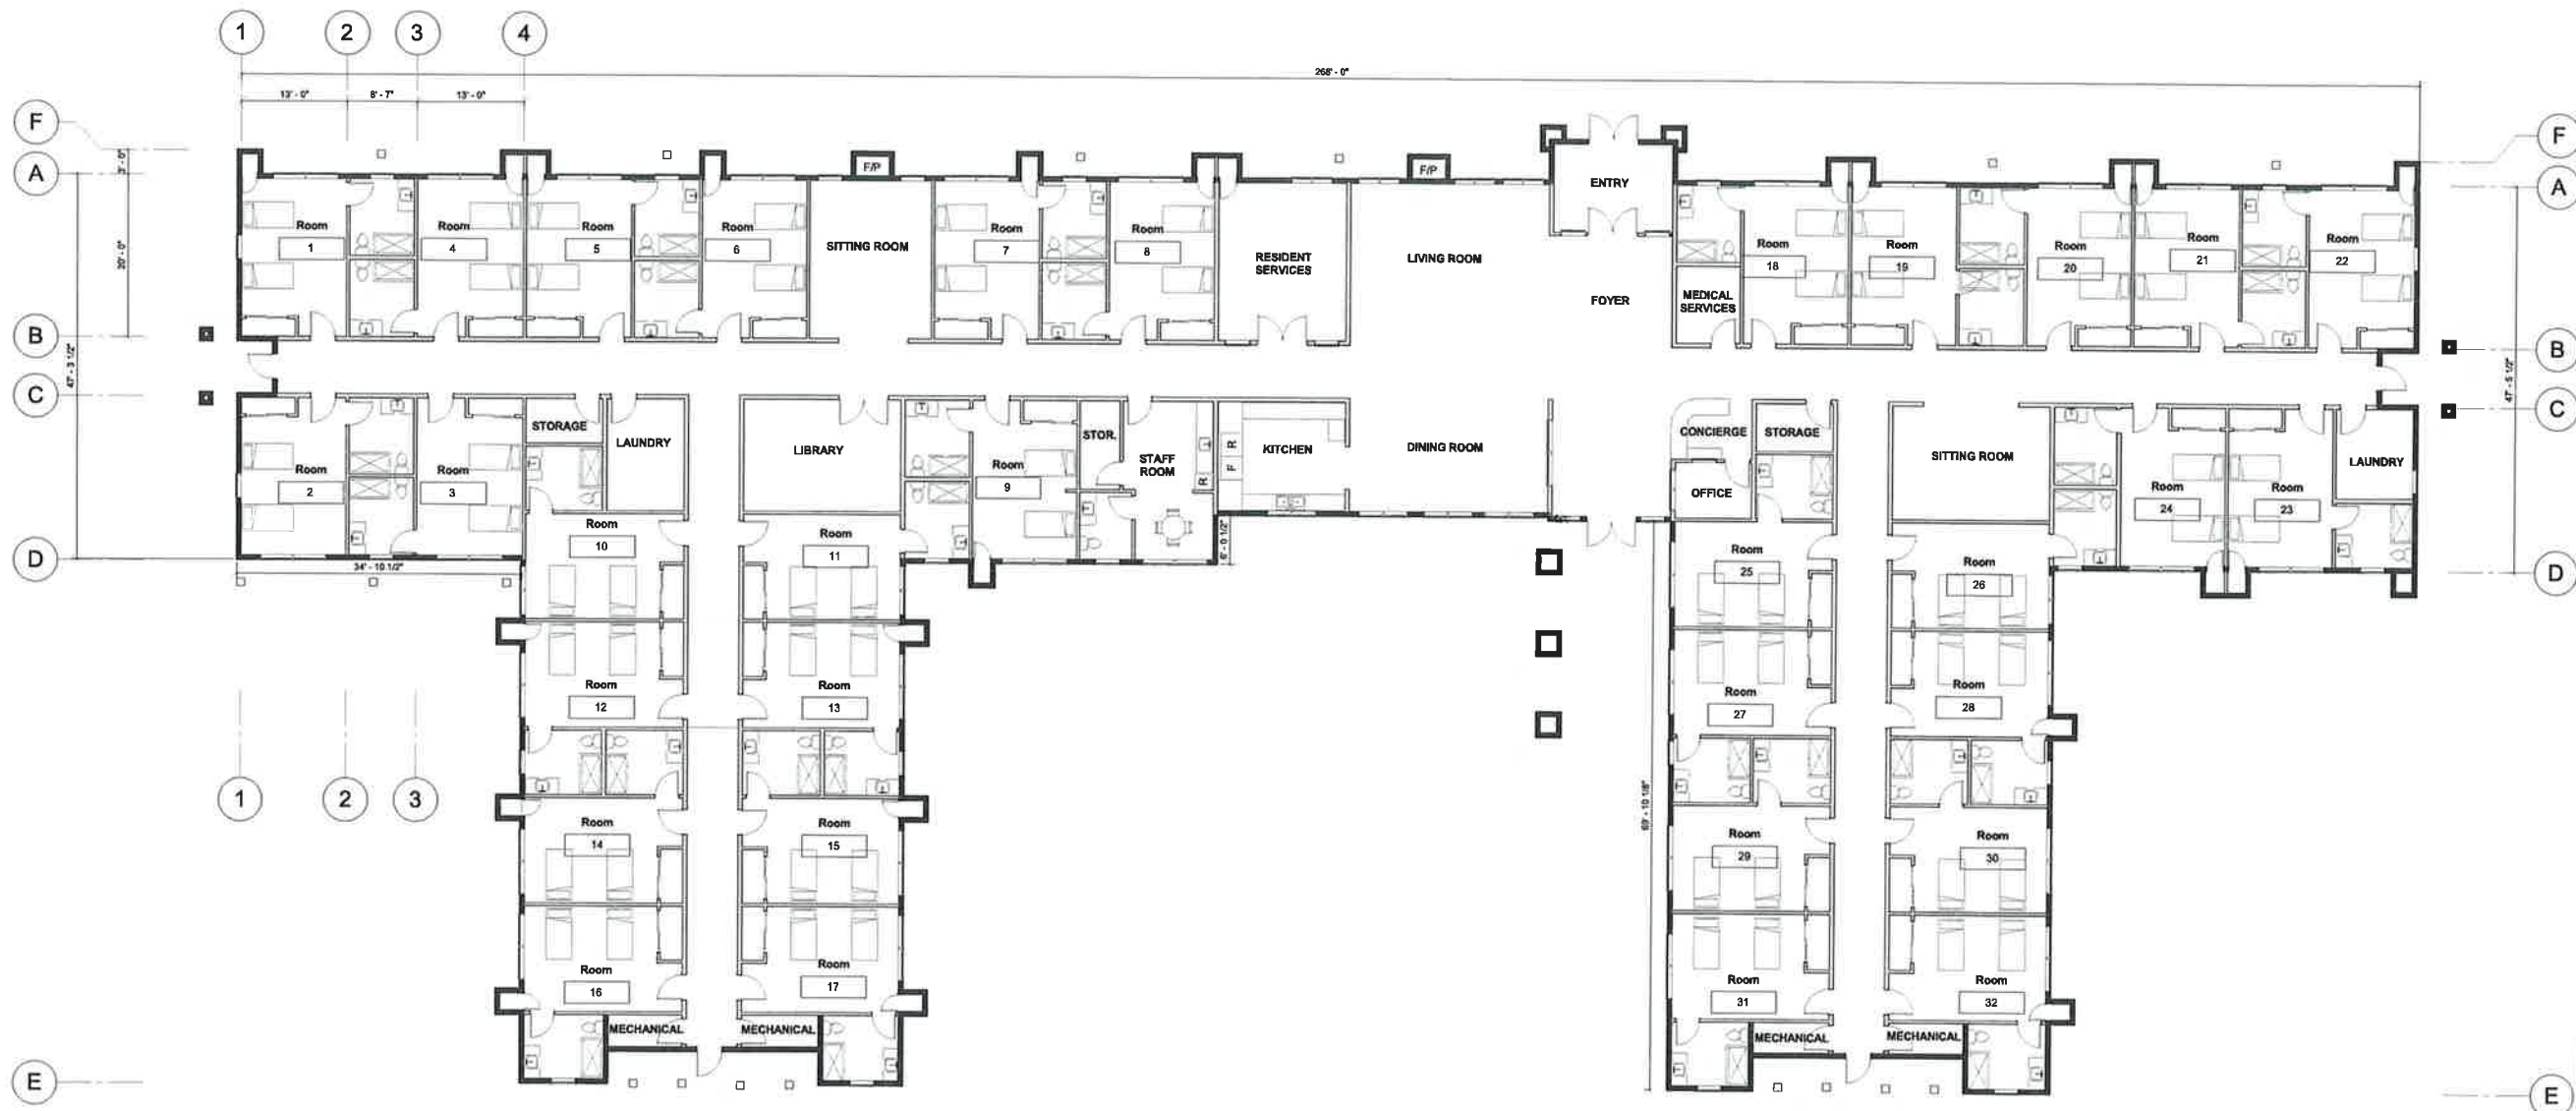 1 2 3 4
268' - 0"
13' - 0" 8' - 7" 13' - 0"
F F
3' - 0"
A A
F/P F/P
ENTRY
20' - 0"
Room Room Room Room Room Room Room Room Room Room Room
1 4 5 6 7 8 18 19 20 21 22
SITTING ROOM
RESIDENT
SERVICES
LIVING ROOM
FOYER
MEDICAL
SERVICES
B B
47' - 3 1/2" 47' - 5 1/2"
C C
STORAGE
LAUNDRY
LIBRARY
STOR.
STAFF
ROOM
R
R
F
KITCHEN
DINING ROOM
CONCIERGE
STORAGE
OFFICE
SITTING ROOM
LAUNDRY
Room Room Room Room Room
2 3 9 24 23
D D
34' - 10 1/2"
6' - 0 1/2"
Room Room Room Room
10 11 25 26
Room Room Room Room
12 13 27 28
1 2 3
69' - 10 1/8"
Room Room Room Room
14 15 29 30
Room Room Room Room
16 17 31 32
MECHANICAL MECHANICAL MECHANICAL MECHANICAL
E E